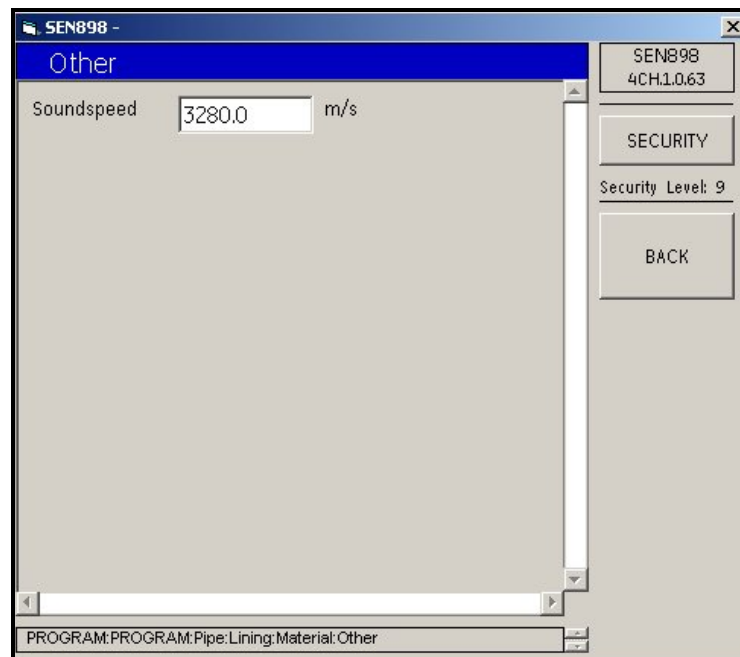 SEN898 -
Other
Soundspeed 3280.0 m/s
SEN898
4CH.1.0.63
SECURITY
Security Level: 9
BACK
PROGRAM:PROGRAM:Pipe:Lining:Material:Other